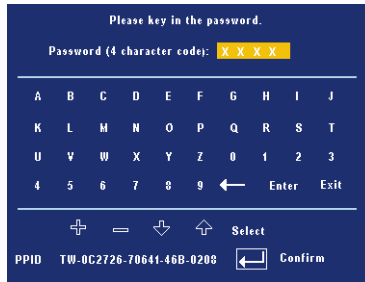 Please key in the password.
Password (4 character code): X X X X
A B C D E F G H I J
K L M N O P Q R S T
U V W X Y Z 0 1 2 3
4 5 6 7 8 9 ← Enter Exit
Select
PPID TW-0C2726-70641-46B-0208 Confirm